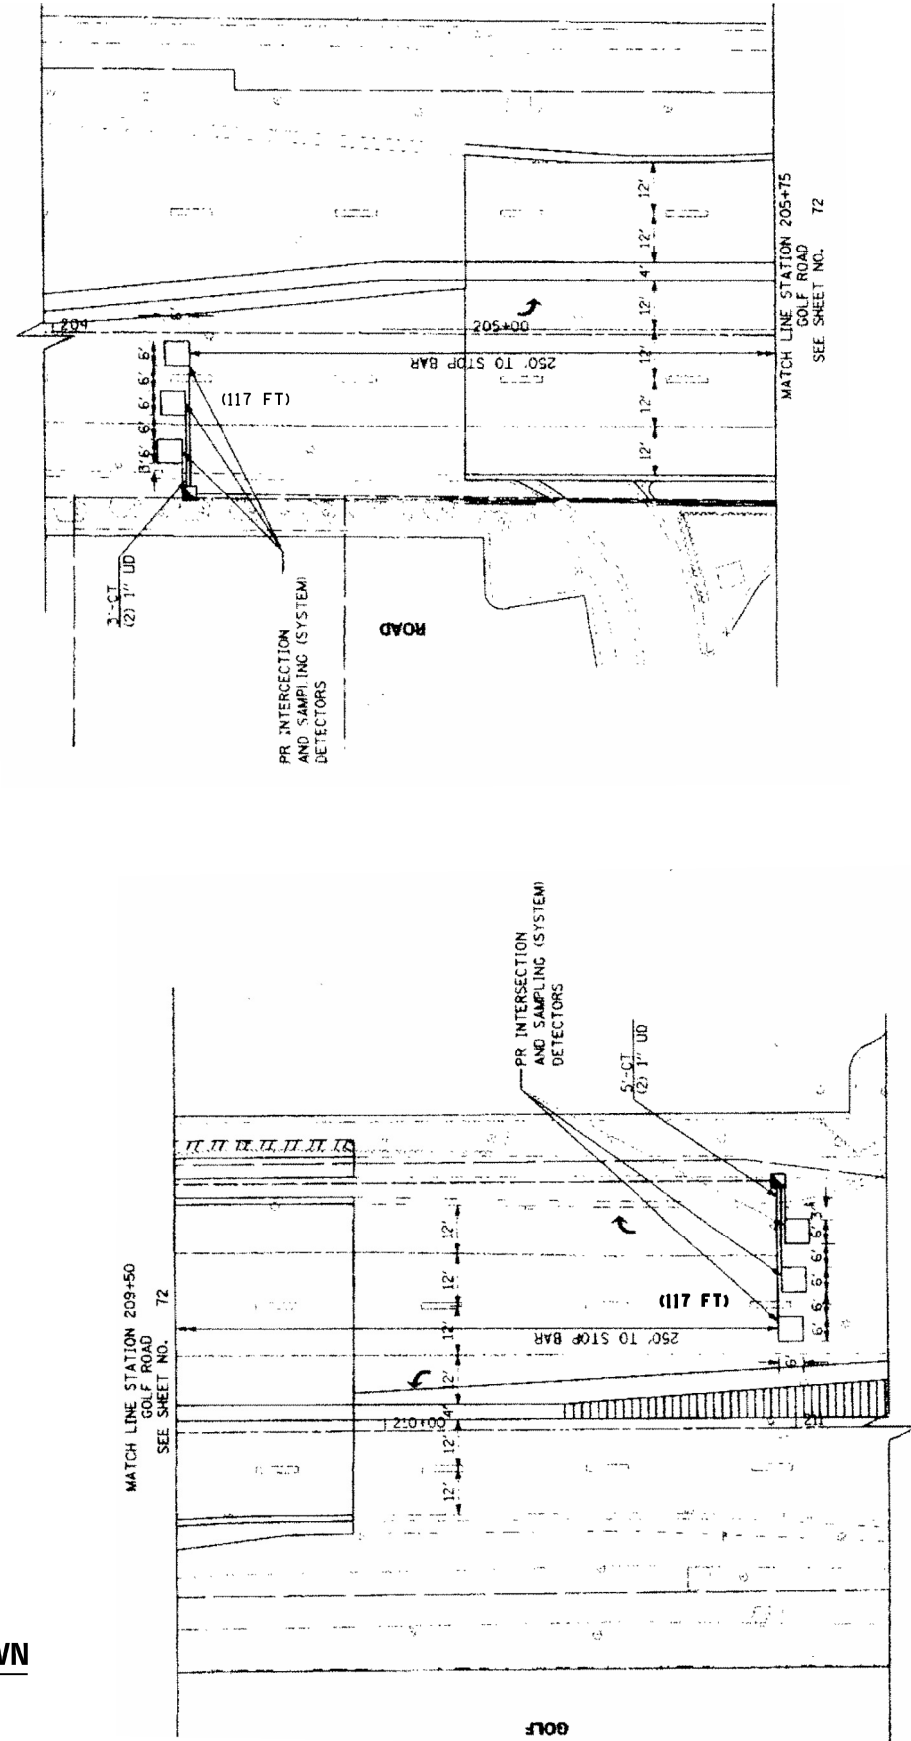 MATCH LINE STATION 205+75
GOLF ROAD
SEE SHEET NO. 72
12'
12'
4'
12'
12'
12'
12'
204
205+00
250' TO STOP BAR
6'
6'
6'
6'
6'
6'
3'
(117 FT)
3'-CT
(2) 1" UD
PR INTERCECTION
AND SAMPLING (SYSTEM)
DETECTORS
ROAD
PR INTERSECTION
AND SAMPLING (SYSTEM)
DETECTORS
5'-CT
(2) 1" UD
MATCH LINE STATION 209+50
GOLF ROAD
SEE SHEET NO. 72
12'
12'
12'
12'
4'
12'
12'
(117 FT)
250' TO STOP BAR
6'
6'
6'
6'
6'
3'
6'
210+00
211
WN
GOLF